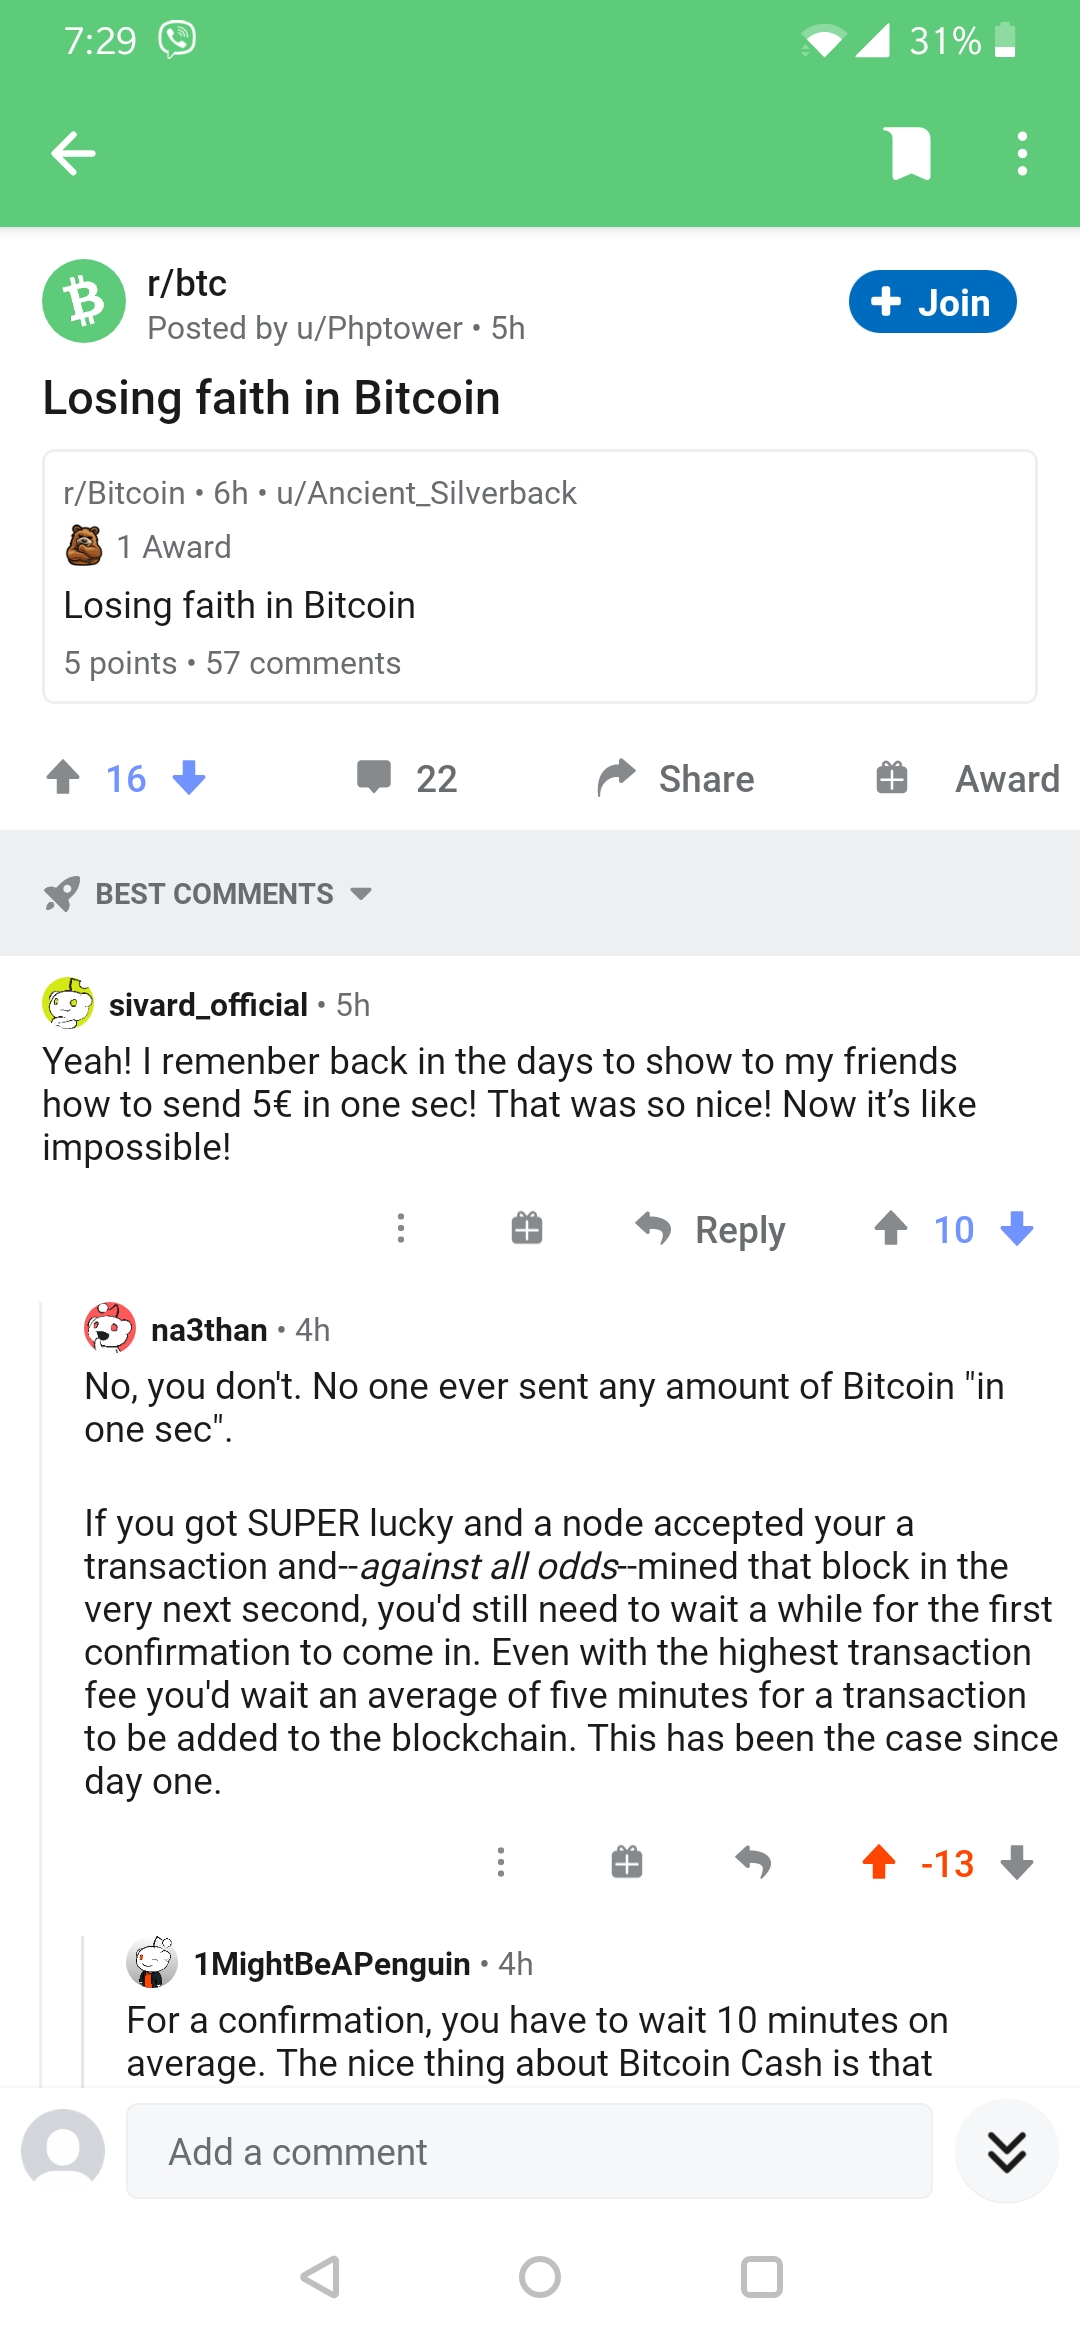 7:29
31%
r/btc
Posted by u/Phptower • 5h
+ Join
Losing faith in Bitcoin
r/Bitcoin • 6h • u/Ancient_Silverback
1 Award
Losing faith in Bitcoin
5 points • 57 comments
16 22 Share Award
BEST COMMENTS
sivard_official • 5h
Yeah! I remenber back in the days to show to my friends
how to send 5€ in one sec! That was so nice! Now it’s like
impossible!
Reply 10
na3than • 4h
No, you don't. No one ever sent any amount of Bitcoin "in
one sec".
If you got SUPER lucky and a node accepted your a
transaction and--against all odds--mined that block in the
very next second, you'd still need to wait a while for the first
confirmation to come in. Even with the highest transaction
fee you'd wait an average of five minutes for a transaction
to be added to the blockchain. This has been the case since
day one.
-13
1MightBeAPenguin • 4h
For a confirmation, you have to wait 10 minutes on
average. The nice thing about Bitcoin Cash is that
Add a comment